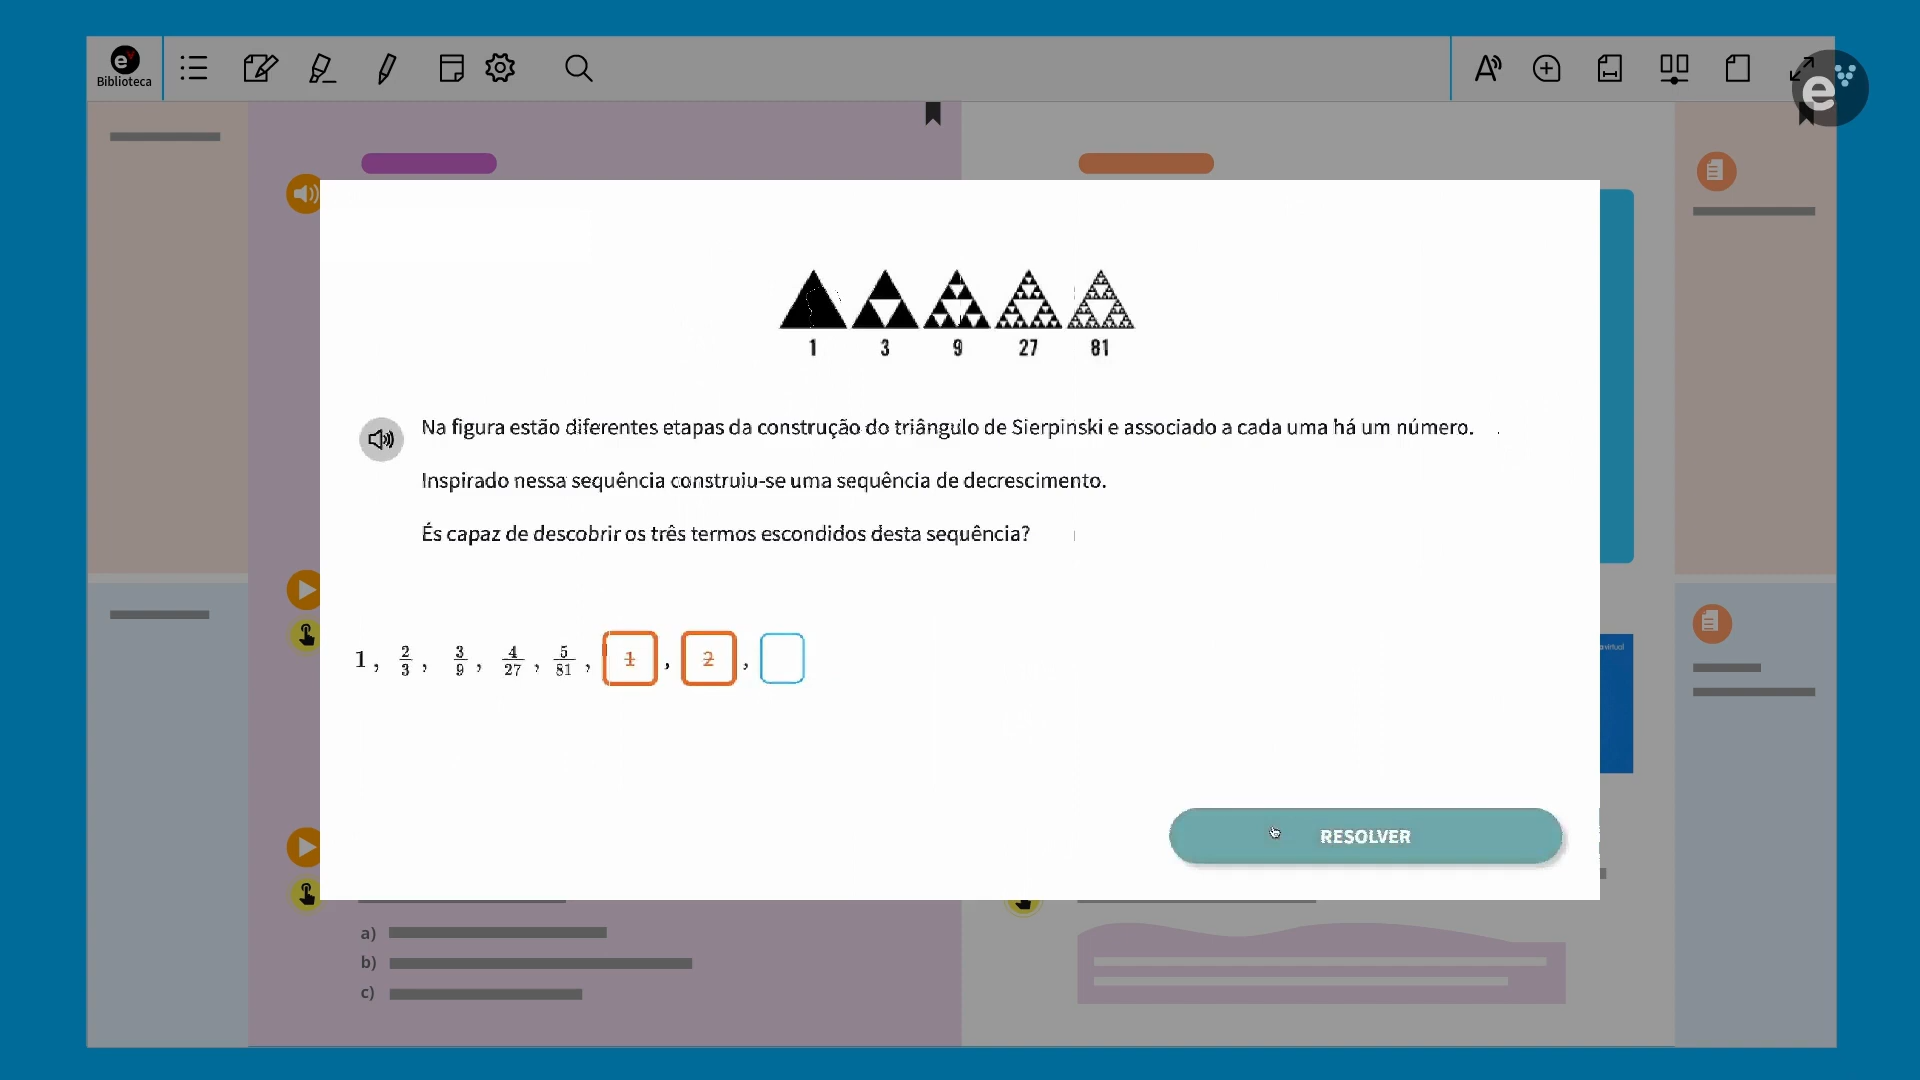 e
Biblioteca
A
e
1 3 9 27 81
Na figura estão diferentes etapas da construção do triângulo de Sierpinski e associado a cada uma há um número.
Inspirado nessa sequência construiu-se uma sequência de decrescimento.
És capaz de descobrir os três termos escondidos desta sequência?
1, 2/3, 3/9, 4/27, 5/81, 1, 2,
RESOLVER
a)
b)
c)